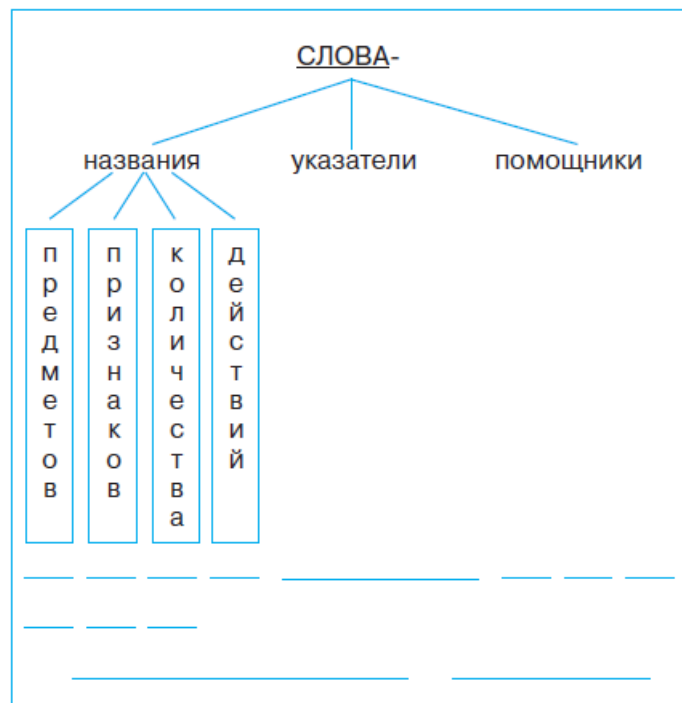 СЛОВА-
названия указатели помощники
предметов признаков количества действий